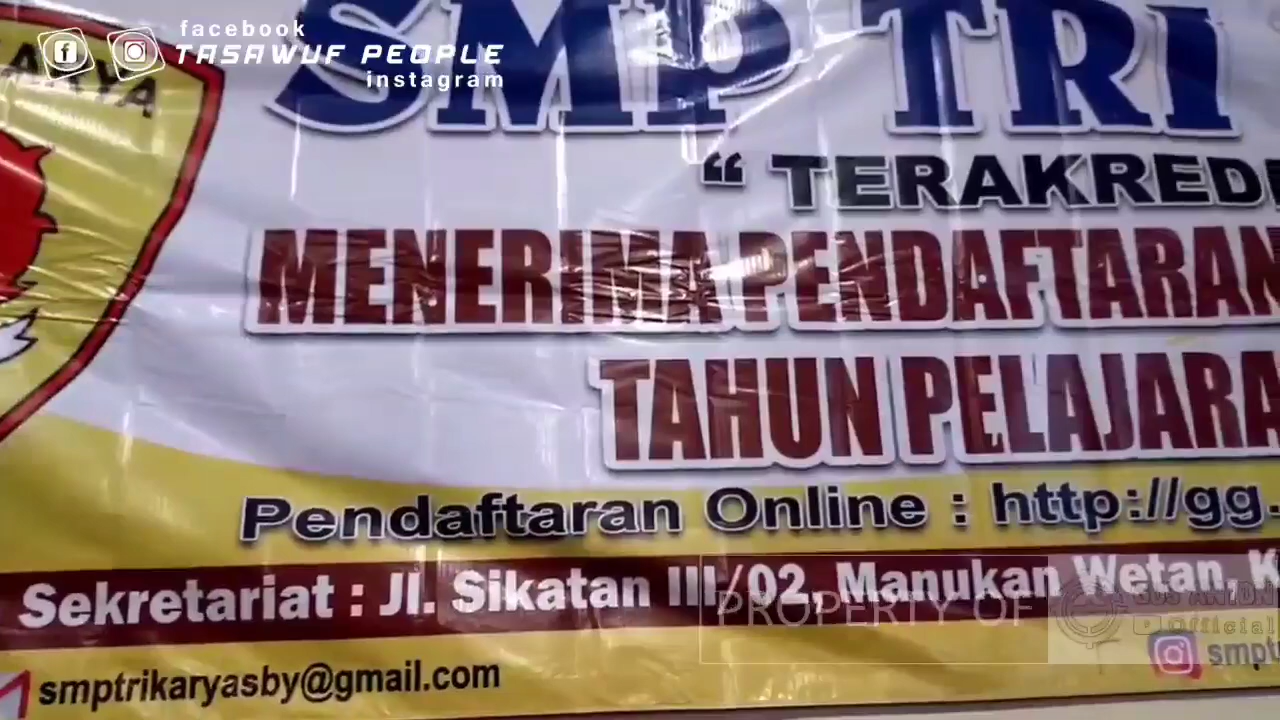 facebook
TASAWUF PEOPLE
instagram
SMP TRI
“ TERAKREDI
MENERIMA PENDAFTARAN
TAHUN PELAJARA
Pendaftaran Online : http://gg.
Sekretariat : Jl. Sikatan III/02, Manukan Wetan, K
PROPERTY OF
Official
smptrikaryasby@gmail.com